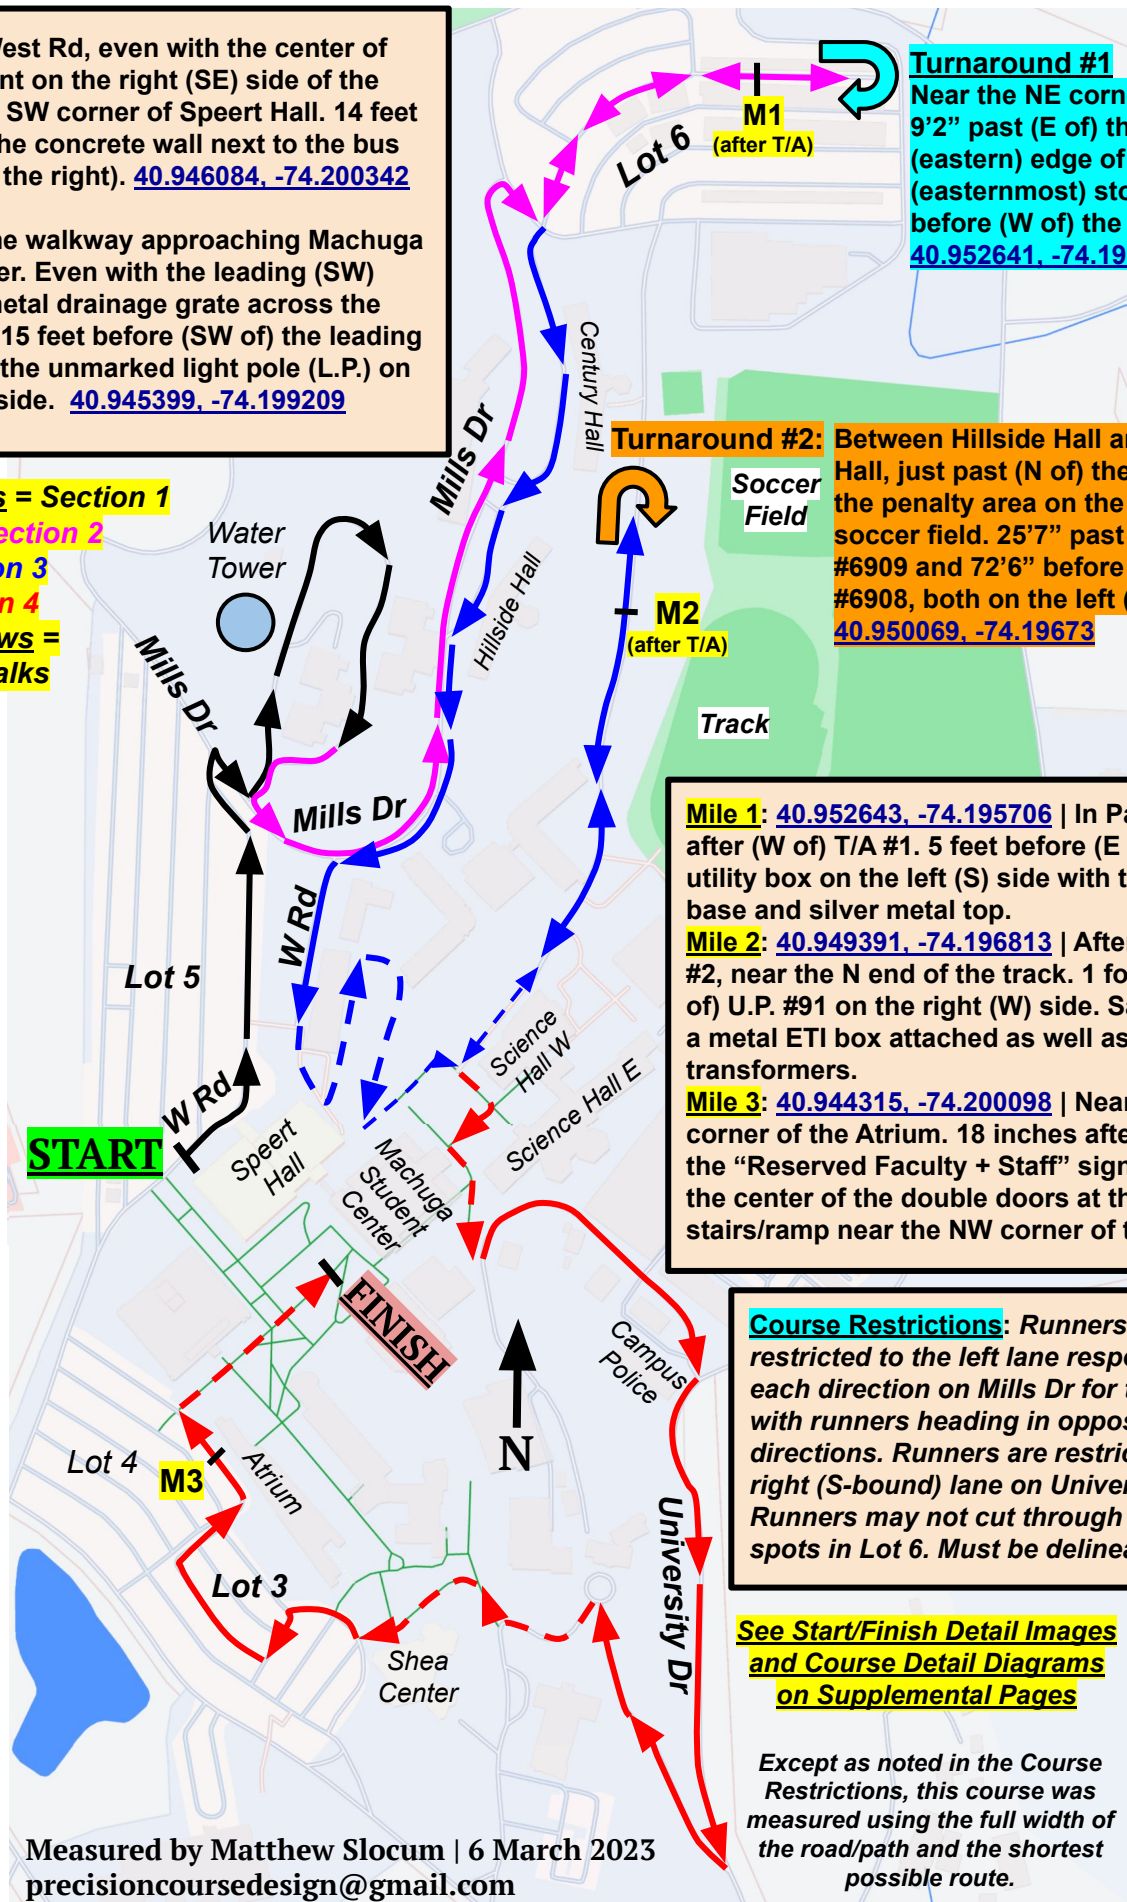 West Rd, even with the center of
nt on the right (SE) side of the
SW corner of Speert Hall. 14 feet
he concrete wall next to the bus
the right). 40.946084, -74.200342
ne walkway approaching Machuga
er. Even with the leading (SW)
metal drainage grate across the
15 feet before (SW of) the leading
the unmarked light pole (L.P.) on
side. 40.945399, -74.199209
s = Section 1
ection 2
on 3
n 4
ws =
alks
Turnaround #1
Near the NE corn
9’2” past (E of) th
(eastern) edge of
(easternmost) sto
before (W of) the
40.952641, -74.19
M1
(after T/A)
Lot 6
Century Hall
Mills Dr
Turnaround #2:
Between Hillside Hall a
Hall, just past (N of) the
the penalty area on the
soccer field. 25’7” past
#6909 and 72’6” before
#6908, both on the left (
40.950069, -74.19673
Soccer
Field
Water
Tower
Hillside Hall
M2
(after T/A)
Mills Dr
Track
Mills Dr
W Rd
Lot 5
Mile 1: 40.952643, -74.195706 | In Pa
after (W of) T/A #1. 5 feet before (E
utility box on the left (S) side with t
base and silver metal top.
Mile 2: 40.949391, -74.196813 | After
#2, near the N end of the track. 1 fo
of) U.P. #91 on the right (W) side. Sa
a metal ETI box attached as well as
transformers.
Mile 3: 40.944315, -74.200098 | Near
corner of the Atrium. 18 inches afte
the “Reserved Faculty + Staff” sign
the center of the double doors at th
stairs/ramp near the NW corner of t
Science
Hall W
Science Hall E
W Rd
START
Speert
Hall
Machuga
Student
Center
FINISH
Campus
Police
N
Course Restrictions: Runners
restricted to the left lane respe
each direction on Mills Dr for t
with runners heading in oppos
directions. Runners are restric
right (S-bound) lane on Univer
Runners may not cut through
spots in Lot 6. Must be delinea
Lot 4
M3
Atrium
Lot 3
University Dr
Shea
Center
See Start/Finish Detail Images
and Course Detail Diagrams
on Supplemental Pages
Except as noted in the Course
Restrictions, this course was
measured using the full width of
the road/path and the shortest
possible route.
Measured by Matthew Slocum | 6 March 2023
precisioncoursedesign@gmail.com